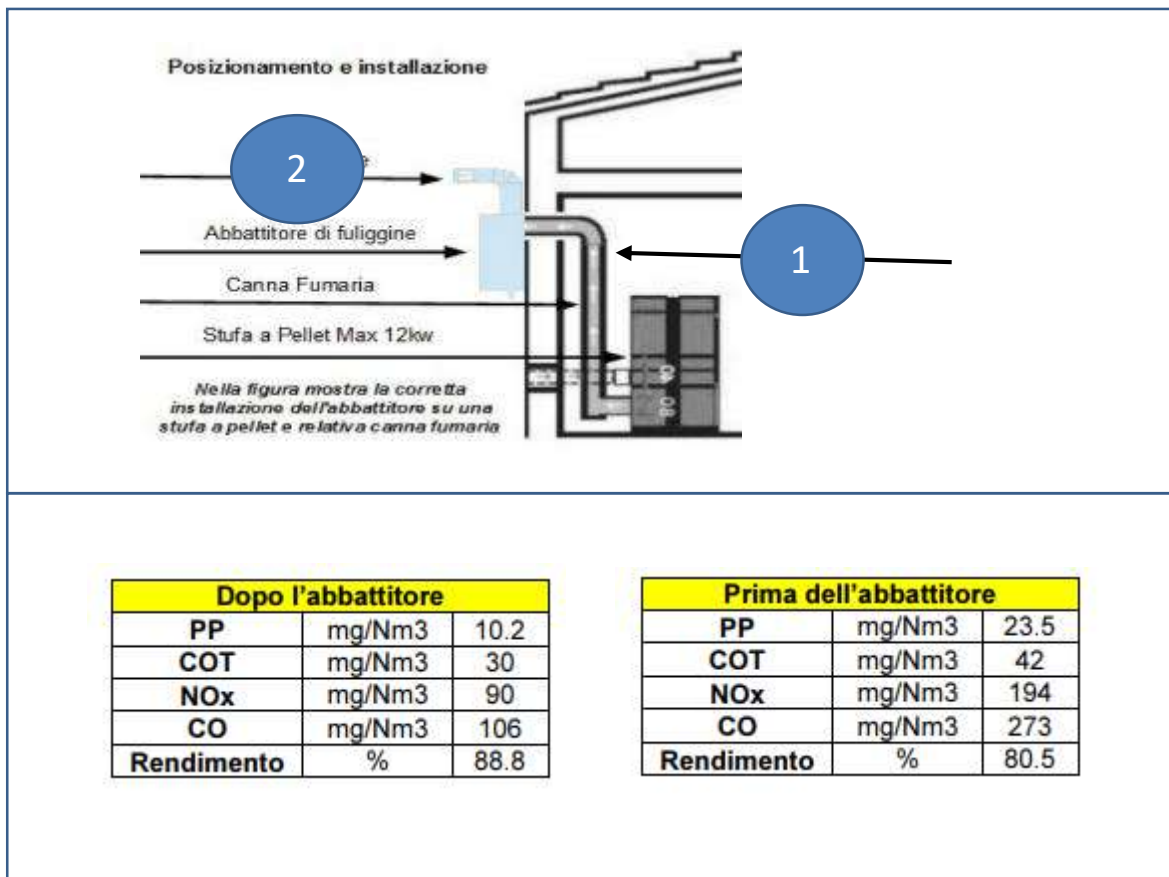 Posizionamento e installazione
2
Abbattitore di fuliggine
1
Canna Fumaria
Stufa a Pellet Max 12kw
Nella figura mostra la corretta
installazione dell'abbattitore su una
stufa a pellet e relativa canna fumaria
Dopo l'abbattitore
PP mg/Nm3 10.2
COT mg/Nm3 30
NOx mg/Nm3 90
CO mg/Nm3 106
Rendimento % 88.8
Prima dell'abbattitore
PP mg/Nm3 23.5
COT mg/Nm3 42
NOx mg/Nm3 194
CO mg/Nm3 273
Rendimento % 80.5